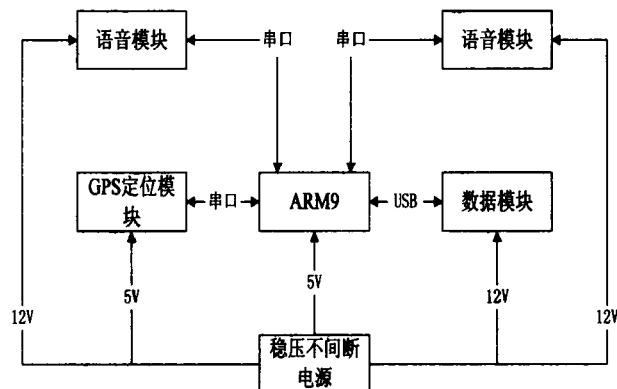 语音模块
串口
串口
语音模块
GPS定位模
块
串口
ARM9
USB
数据模块
12V
5V
5V
12V
12V
稳压不间断
电源